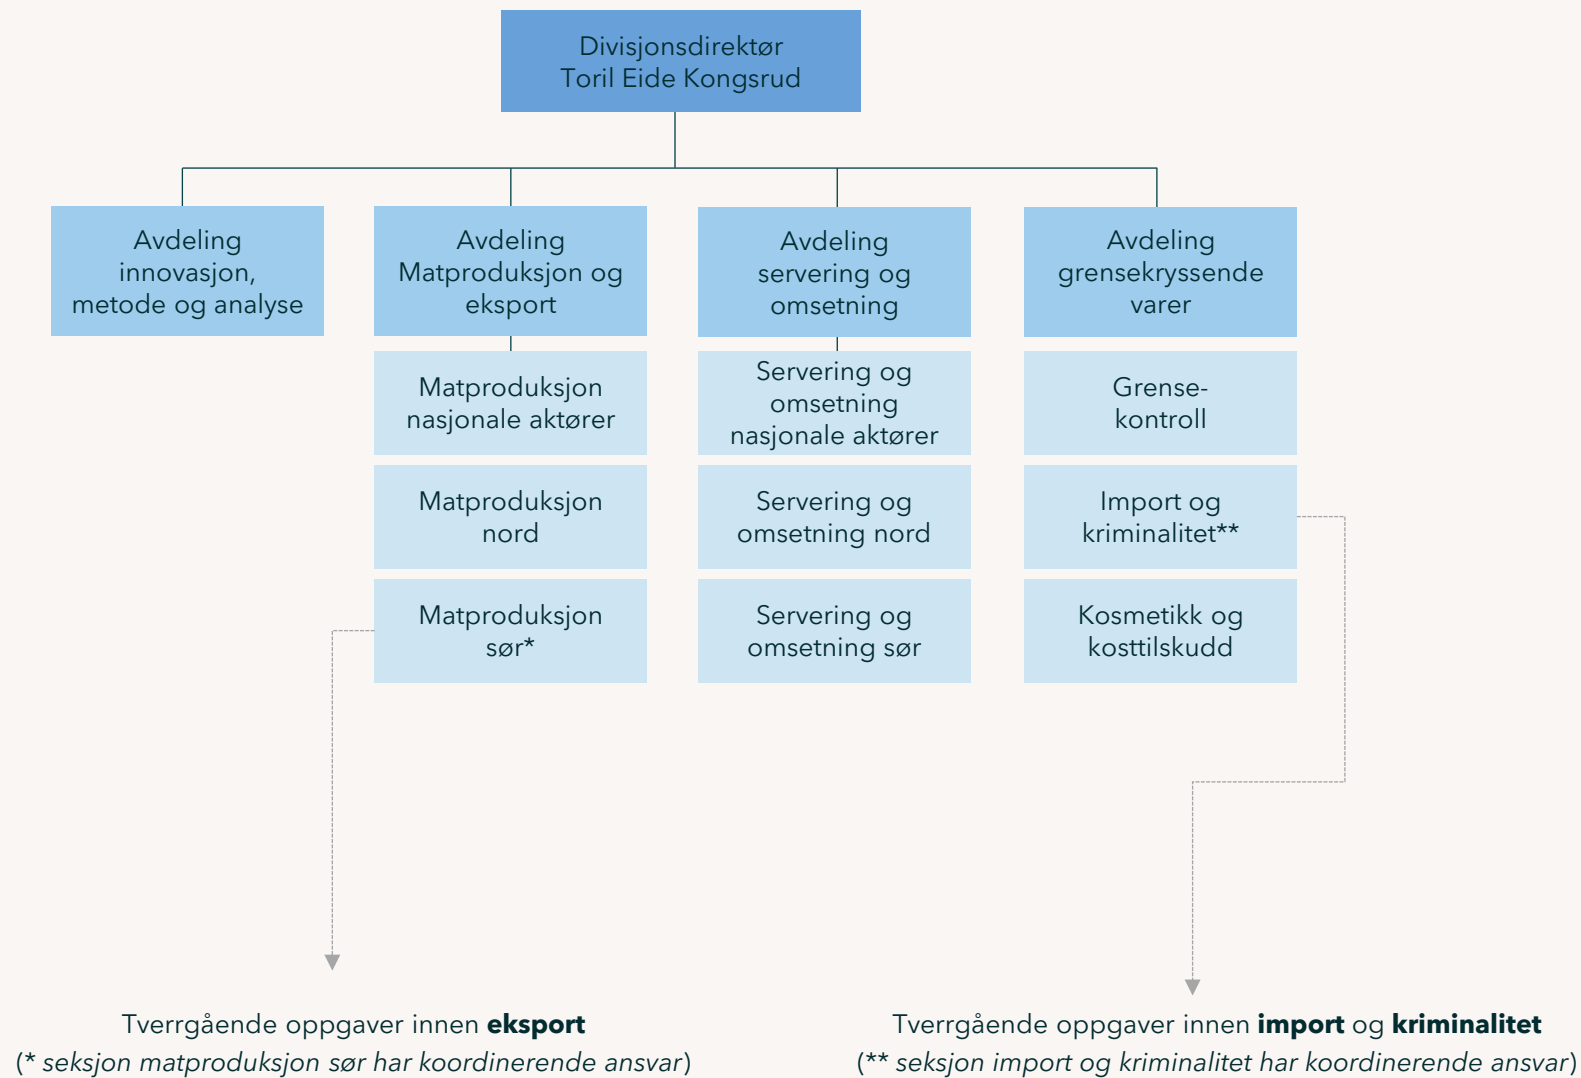 Divisjonsdirektør
Toril Eide Kongsrud
Avdeling
innovasjon,
metode og analyse
Avdeling
Matproduksjon og
eksport
Avdeling
servering og
omsetning
Avdeling
grensekryssende
varer
Matproduksjon
nasjonale aktører
Servering og
omsetning
nasjonale aktører
Grense-
kontroll
Matproduksjon
nord
Servering og
omsetning nord
Import og
kriminalitet**
Matproduksjon
sør*
Servering og
omsetning sør
Kosmetikk og
kosttilskudd
Tverrgående oppgaver innen eksport
(* seksjon matproduksjon sør har koordinerende ansvar)
Tverrgående oppgaver innen import og kriminalitet
(** seksjon import og kriminalitet har koordinerende ansvar)